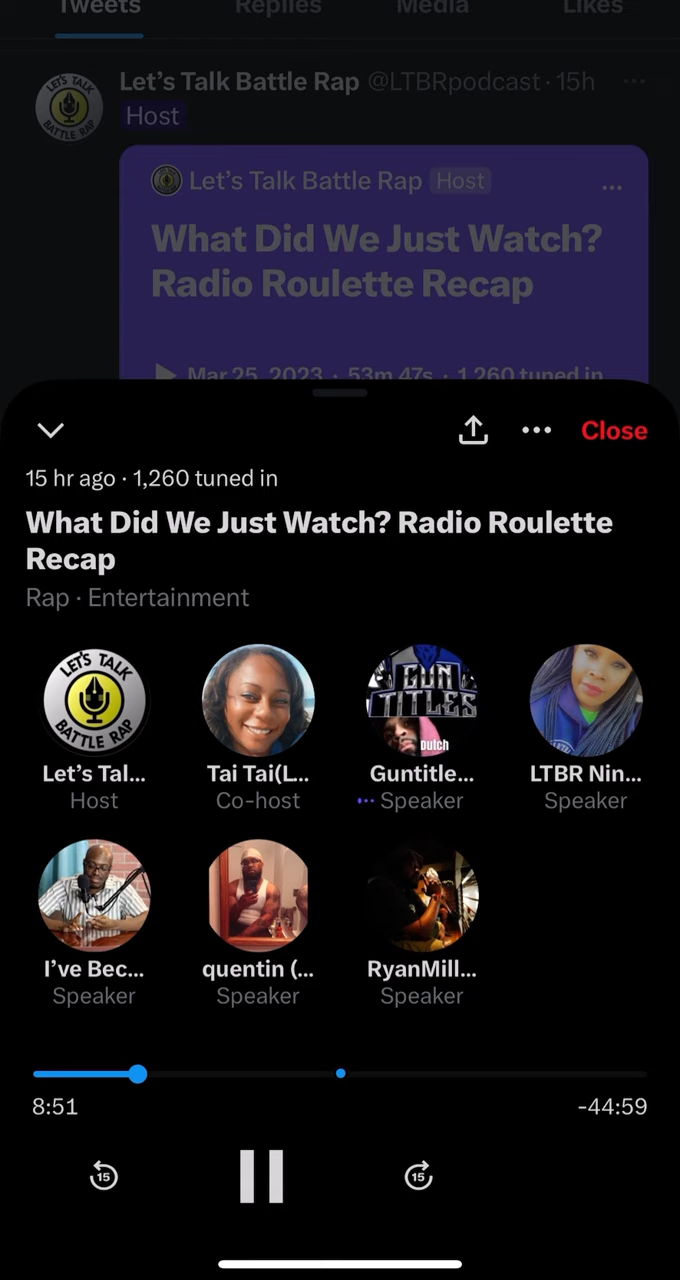 Tweets Replies Media Likes
LET'S TALK
BATTLE RAP
Let's Talk Battle Rap @LTBRpodcast · 15h ...
Host
Let's Talk Battle Rap Host ...
What Did We Just Watch?
Radio Roulette Recap
Mar 25, 2023 · 53m 47s · 1,260 tuned in
Close
15 hr ago · 1,260 tuned in
What Did We Just Watch? Radio Roulette
Recap
Rap · Entertainment
LET'S TALK
BATTLE RAP
GUN
TITLES
Dutch
Let's Tal... Tai Tai(L... Guntitle... LTBR Nin...
Host Co-host Speaker Speaker
I've Bec... quentin (... RyanMill...
Speaker Speaker Speaker
8:51 -44:59
15 15